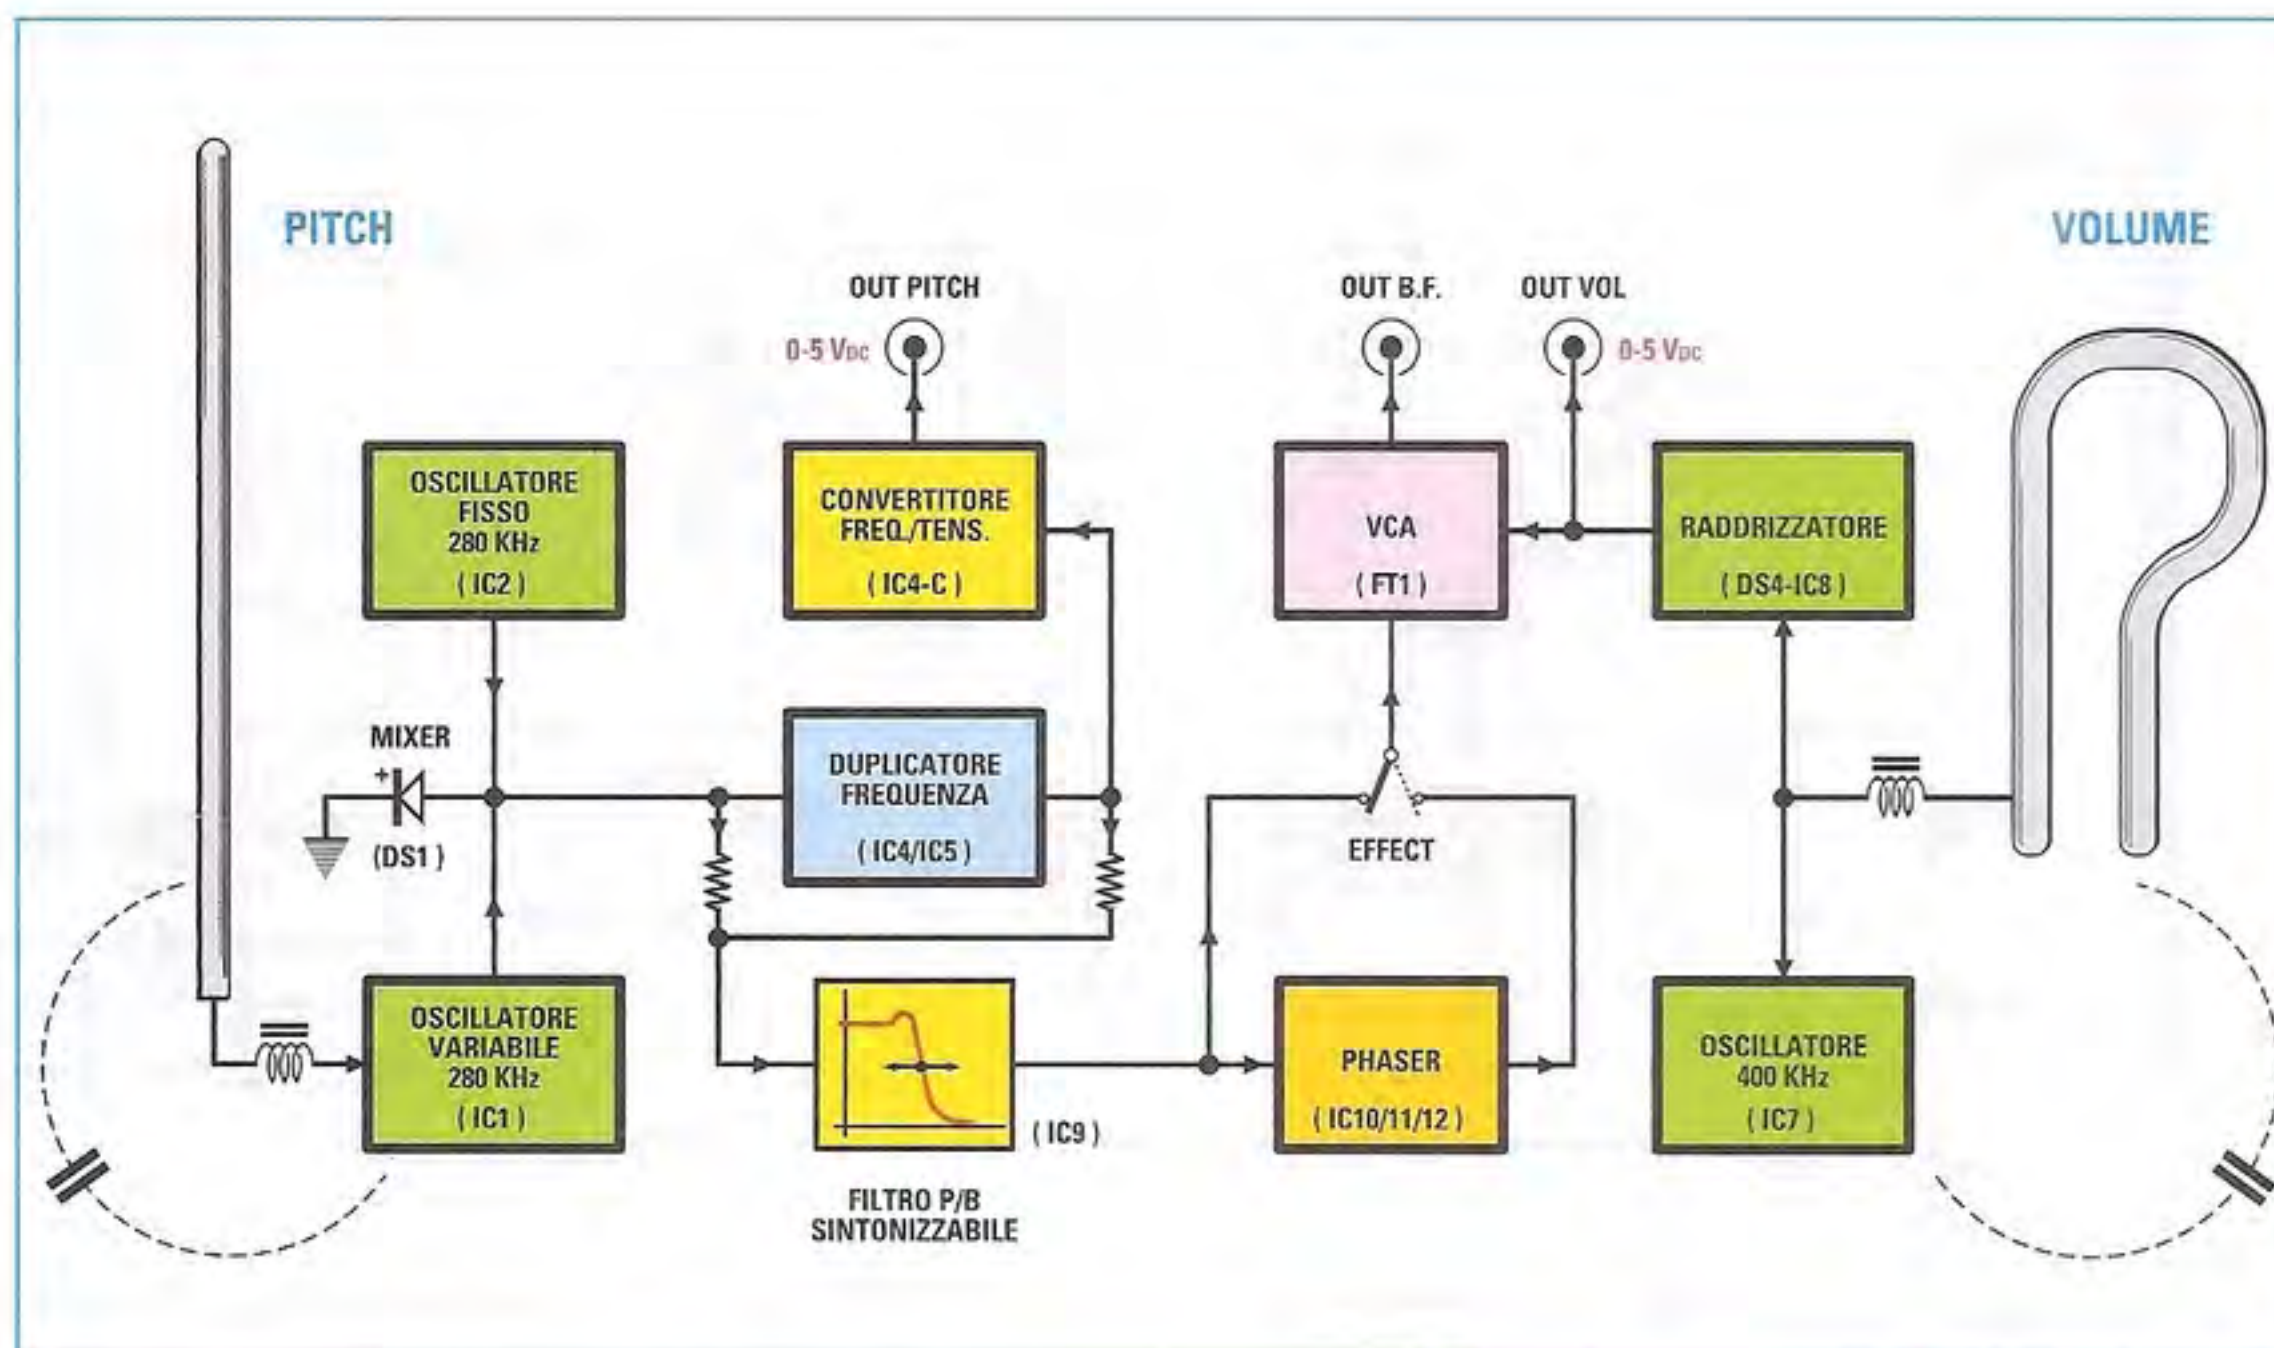 PITCH
VOLUME
OUT PITCH
OUT B.F.
OUT VOL
0-5 VDC
0-5 VDC
OSCILLATORE
FISSO
280 KHz
( IC2 )
CONVERTITORE
FREQ./TENS.
( IC4-C )
VCA
( FT1 )
RADDRIZZATORE
( DS4-IC8 )
MIXER
+
(DS1 )
DUPLICATORE
FREQUENZA
( IC4/IC5 )
EFFECT
OSCILLATORE
VARIABILE
280 KHz
( IC1 )
( IC9 )
FILTRO P/B
SINTONIZZABILE
PHASER
( IC10/11/12 )
OSCILLATORE
400 KHz
( IC7 )